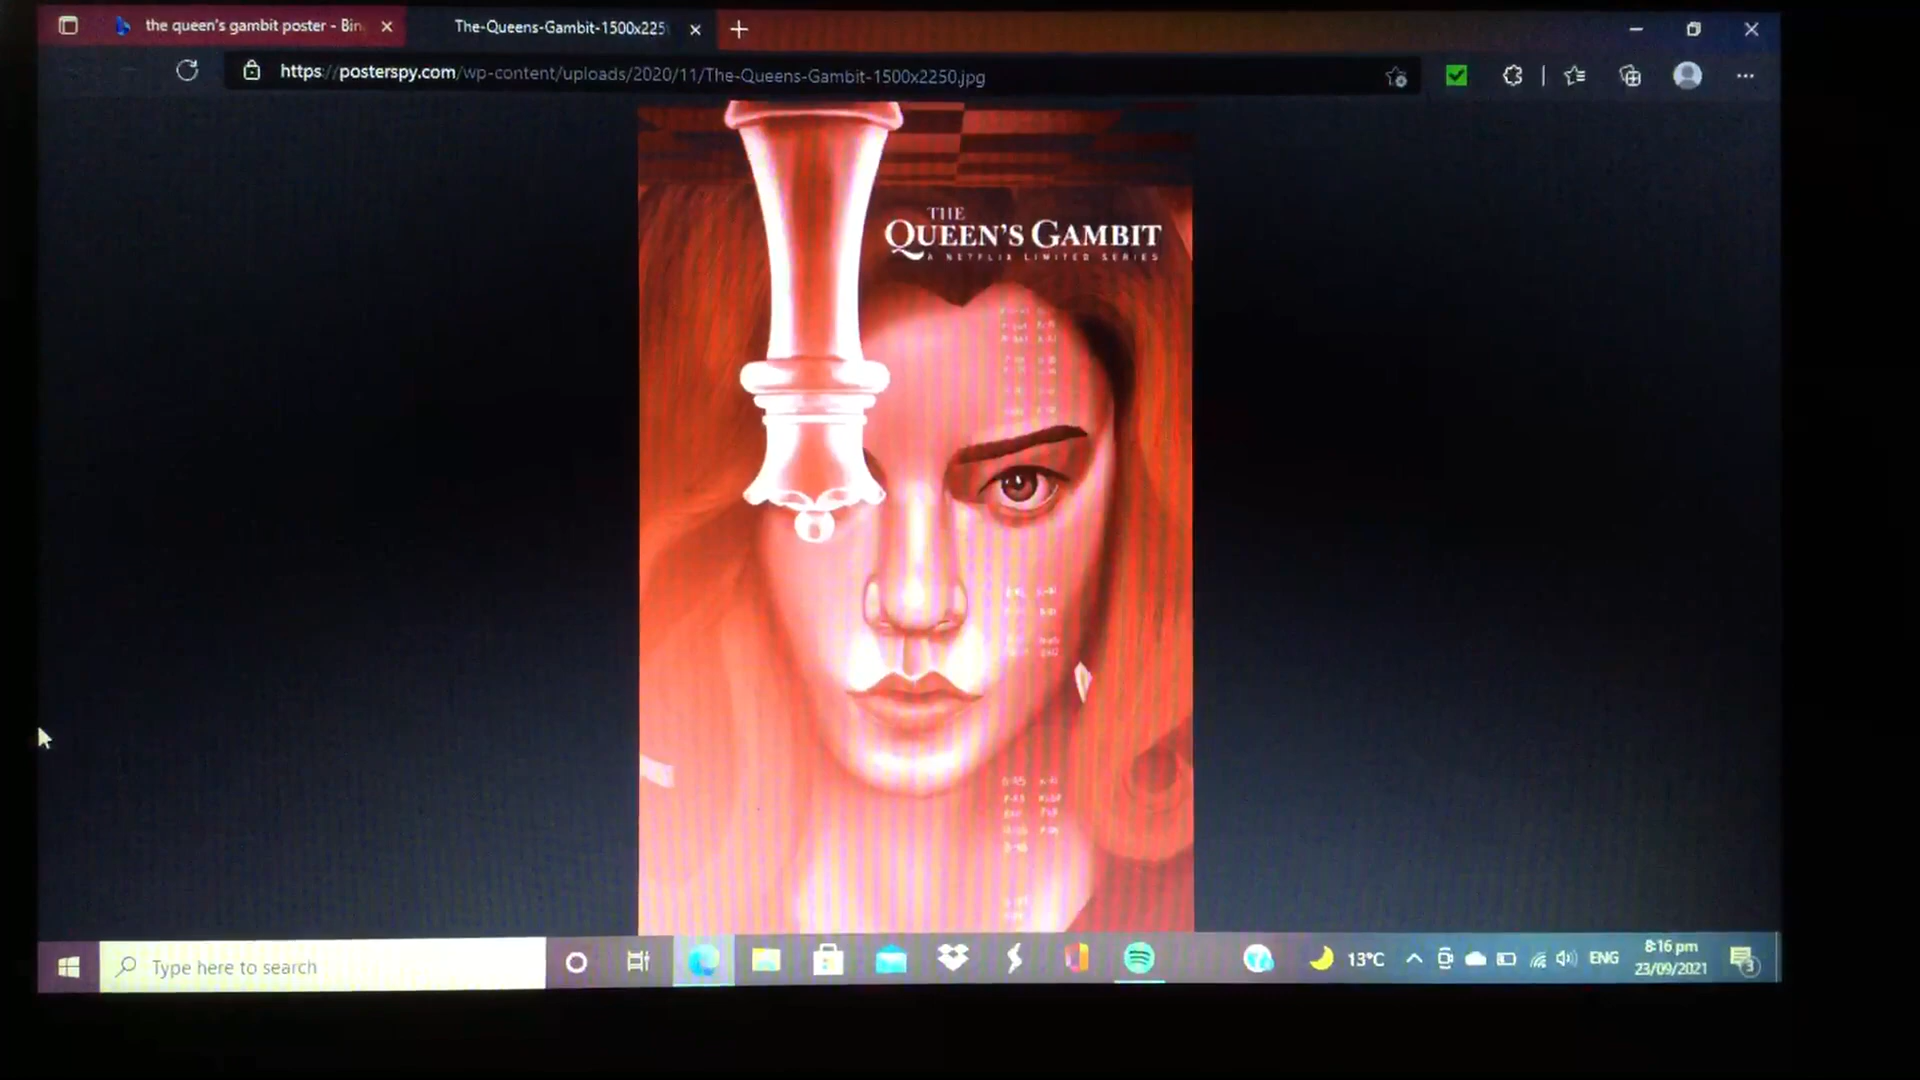 the queen's gambit poster - Bin
The-Queens-Gambit-1500x225
https://posterspy.com/wp-content/uploads/2020/11/The-Queens-Gambit-1500x2250.jpg
THE
QUEEN'S GAMBIT
A NETFLIX LIMITED SERIES
Type here to search
13°C
ENG
8:16 pm
23/09/2021
3